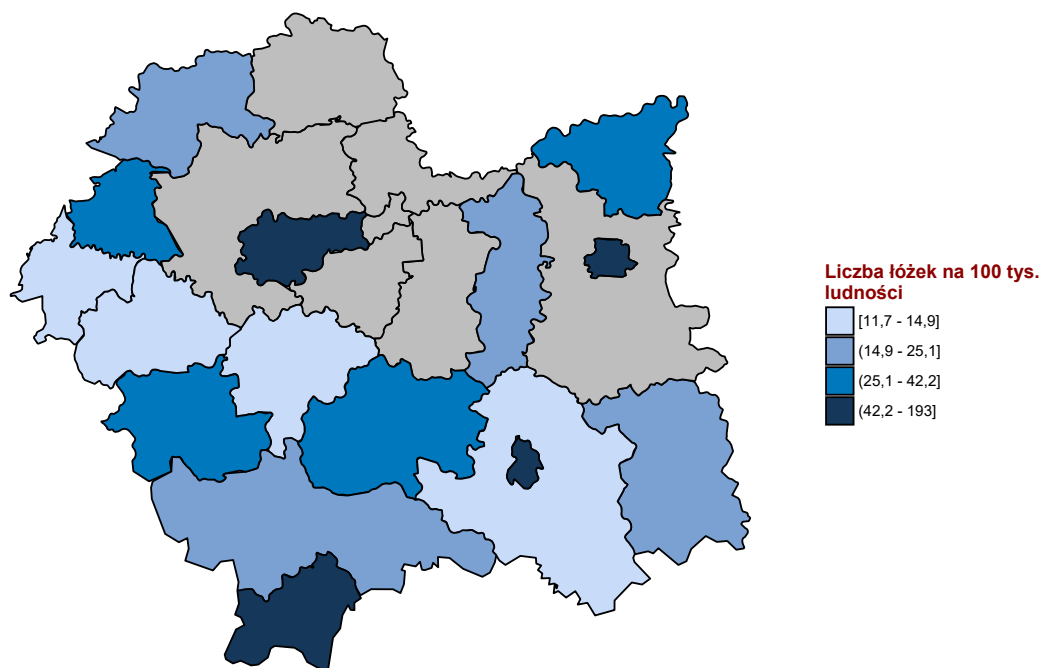 Liczba łóżek na 100 tys.
ludności
[11,7 - 14,9]
(14,9 - 25,1]
(25,1 - 42,2]
(42,2 - 193]